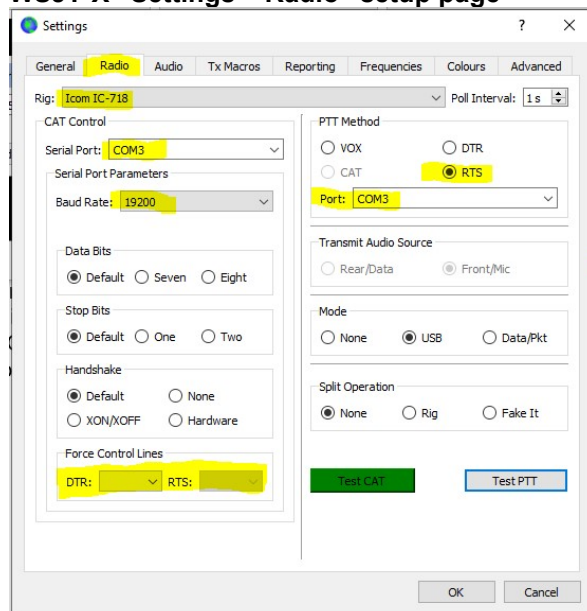 WSJT-X "Settings – Radio" setup page
Settings
? ×
General Radio Audio Tx Macros Reporting Frequencies Colours Advanced
Rig: Icom IC-718 Poll Interval: 1 s
CAT Control
Serial Port: COM3
Serial Port Parameters
Baud Rate: 19200
Data Bits
Default Seven Eight
Stop Bits
Default One Two
Handshake
Default None
XON/XOFF Hardware
Force Control Lines
DTR: RTS:
PTT Method
VOX DTR
CAT RTS
Port: COM3
Transmit Audio Source
Rear/Data Front/Mic
Mode
None USB Data/Pkt
Split Operation
None Rig Fake It
Test CAT Test PTT
OK Cancel